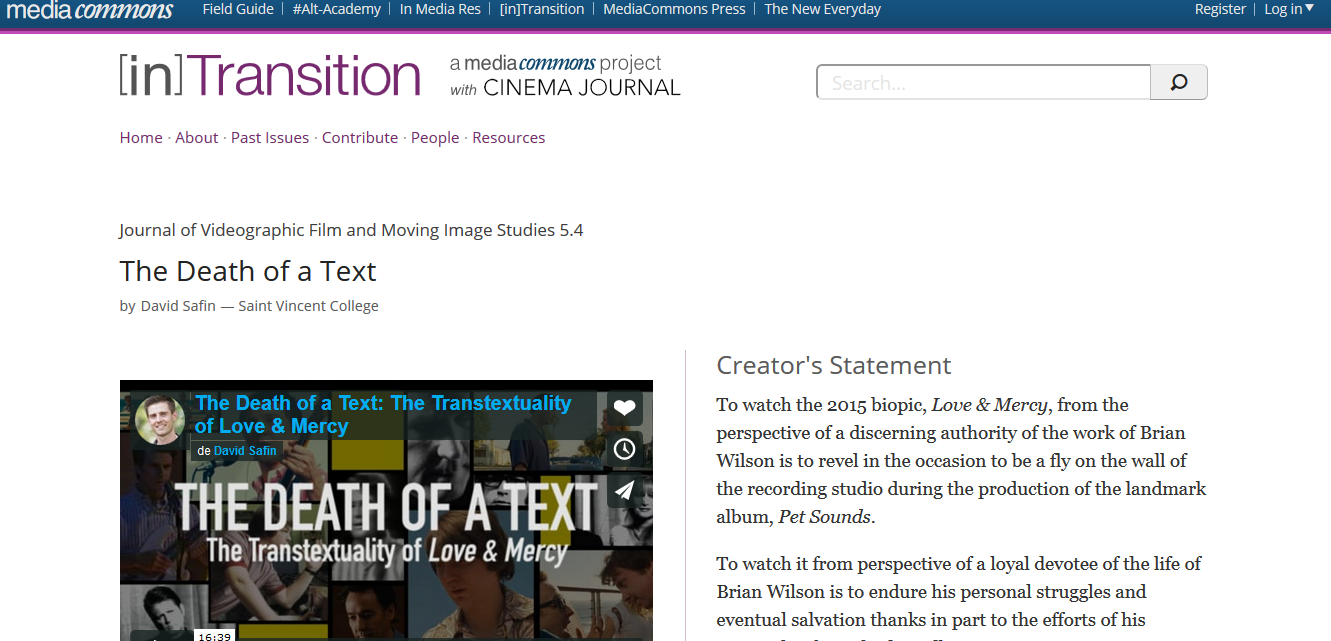 mediacommons Field Guide | #Alt-Academy | In Media Res | [in]Transition | MediaCommons Press | The New Everyday Register | Log in ▼
[in]Transition a mediacommons project
with CINEMA JOURNAL
Search...
Home · About · Past Issues · Contribute · People · Resources
Journal of Videographic Film and Moving Image Studies 5.4
The Death of a Text
by David Safin — Saint Vincent College
The Death of a Text: The Transtextuality
of Love & Mercy
de David Safin
THE DEATH OF A TEXT
The Transtextuality of Love & Mercy
16:39
Creator's Statement
To watch the 2015 biopic, Love & Mercy, from the
perspective of a discerning authority of the work of Brian
Wilson is to revel in the occasion to be a fly on the wall of
the recording studio during the production of the landmark
album, Pet Sounds.
To watch it from perspective of a loyal devotee of the life of
Brian Wilson is to endure his personal struggles and
eventual salvation thanks in part to the efforts of his